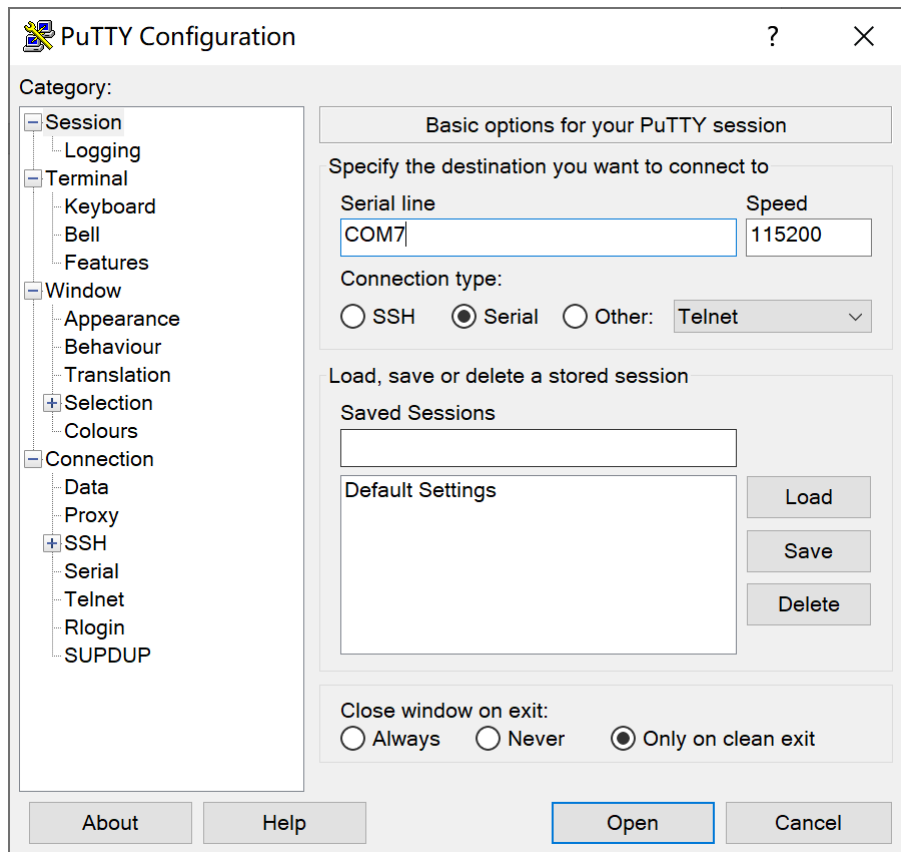 PuTTY Configuration
?
Category:
Session
Logging
Terminal
Keyboard
Bell
Features
Window
Appearance
Behaviour
Translation
Selection
Colours
Connection
Data
Proxy
SSH
Serial
Telnet
Rlogin
SUPDUP
Basic options for your PuTTY session
Specify the destination you want to connect to
Serial line Speed
COM7 115200
Connection type:
SSH Serial Other: Telnet
Load, save or delete a stored session
Saved Sessions
Default Settings
Load
Save
Delete
Close window on exit:
Always Never Only on clean exit
About Help Open Cancel